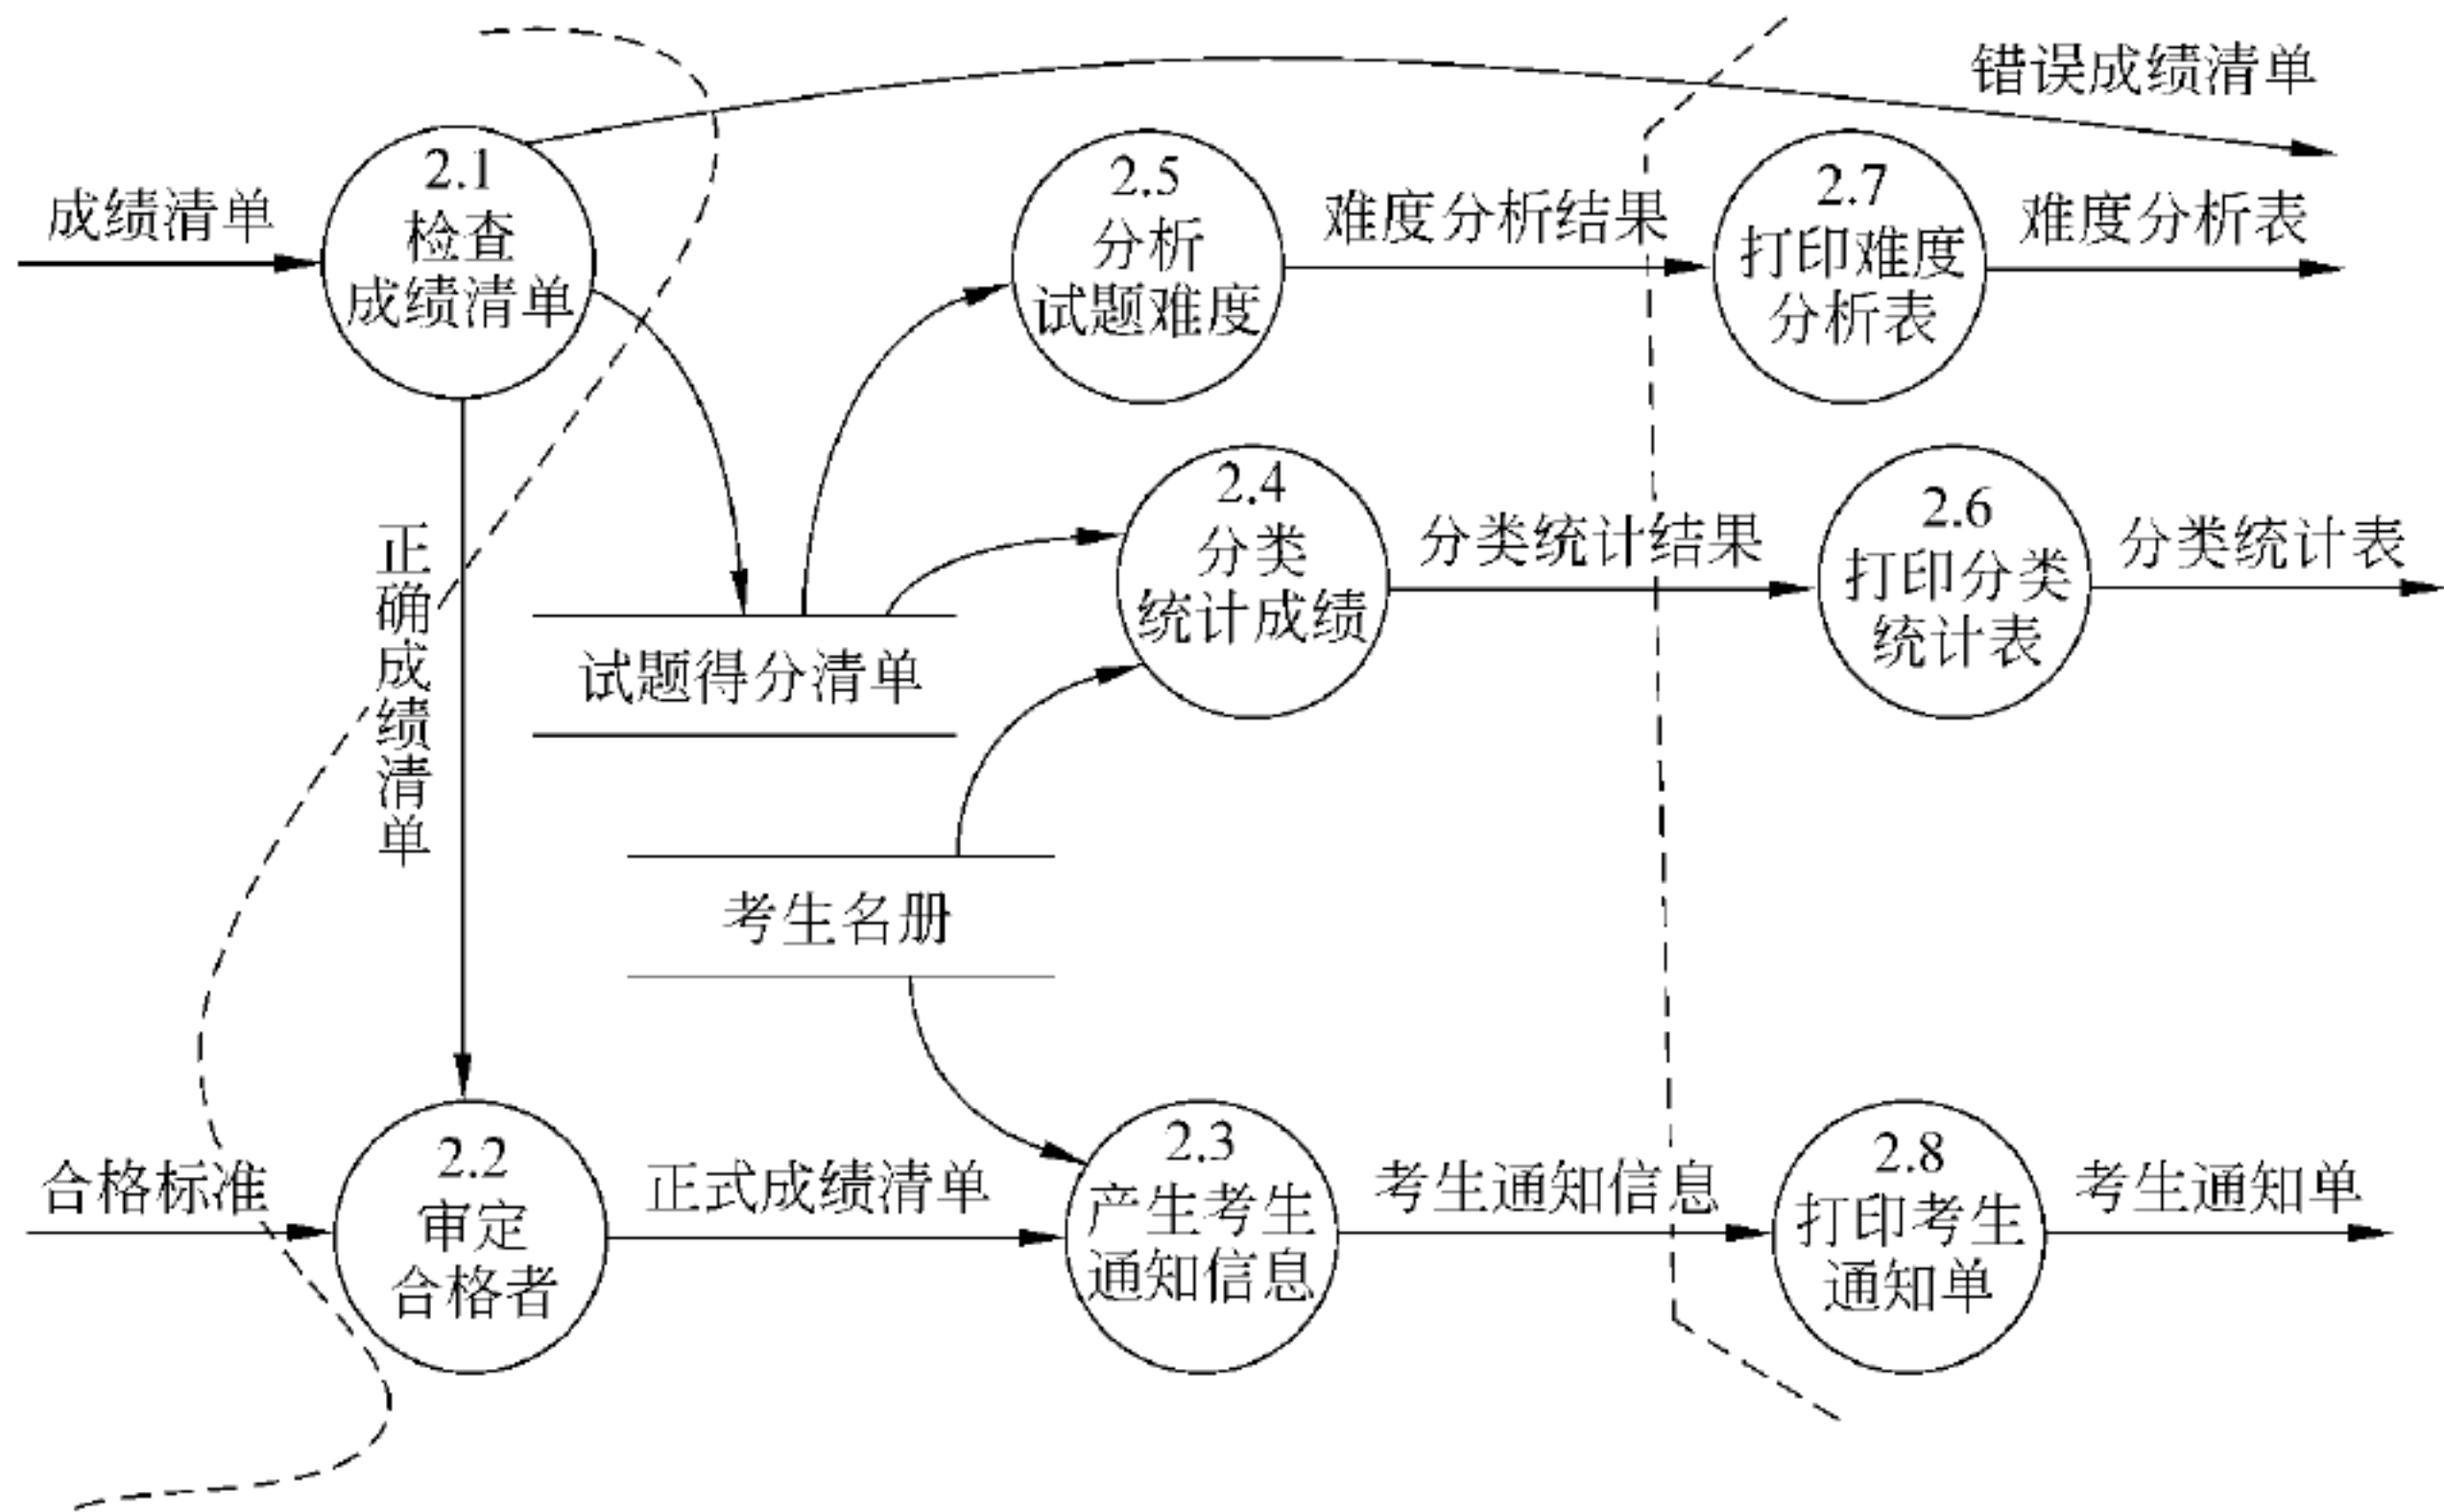 错误成绩清单
成绩清单
2.1
检查
成绩清单
2.5
分析
试题难度
难度分析结果
2.7
打印难度
分析表
难度分析表
正确成绩清单
2.4
分类
统计成绩
分类统计结果
2.6
打印分类
统计表
分类统计表
试题得分清单
考生名册
合格标准
2.2
审定
合格者
正式成绩清单
2.3
产生考生
通知信息
考生通知信息
2.8
打印考生
通知单
考生通知单